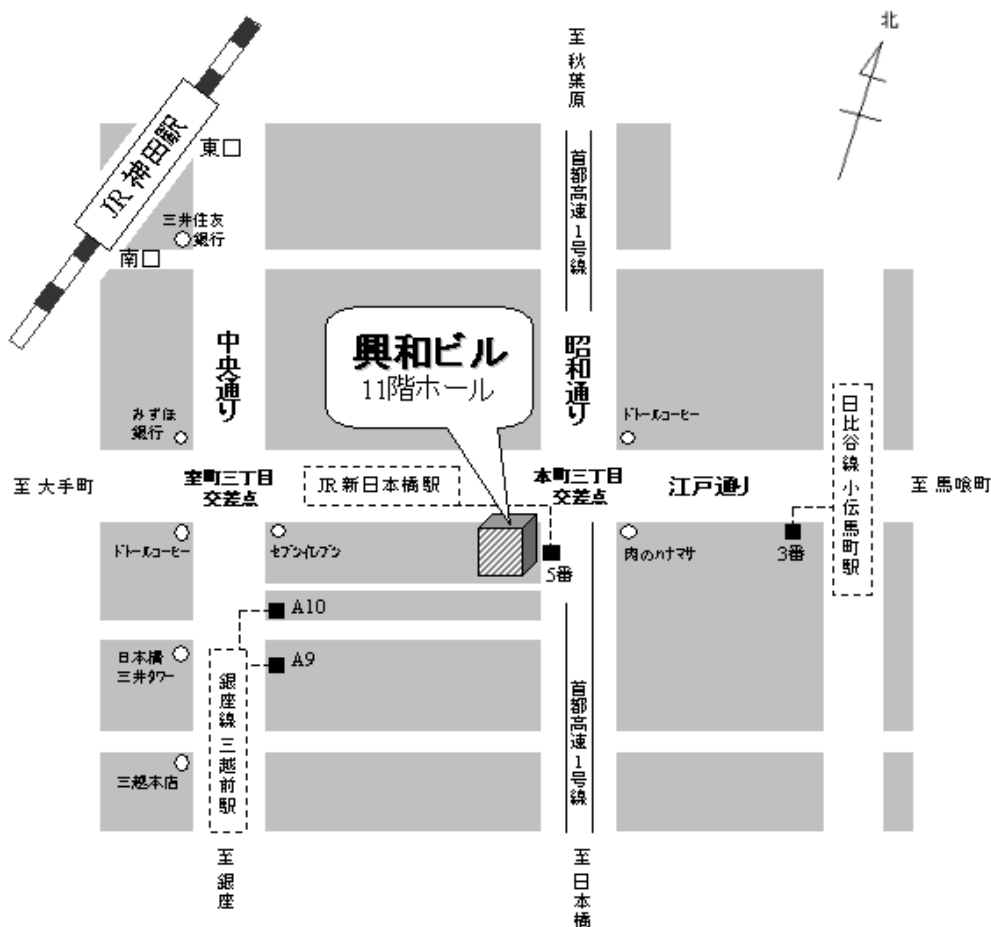 北
至 秋葉原
JR 神田駅
東口
首都高速1号線
三井住友
銀行
南口
中央通り
興和ビル
11階ホール
昭和通り
みずほ
銀行
ドトールコーヒー
日比谷線 小伝馬町駅
至 大手町
室町三丁目
交差点
JR 新日本橋駅
本町三丁目
交差点
江戸通り
至 馬喰町
ドトールコーヒー
セブンイレブン
5番
肉のハナマサ
3番
A10
日本橋
三井タワー
A9
銀座線 三越前駅
首都高速1号線
三越本店
至 銀座
至 日本橋